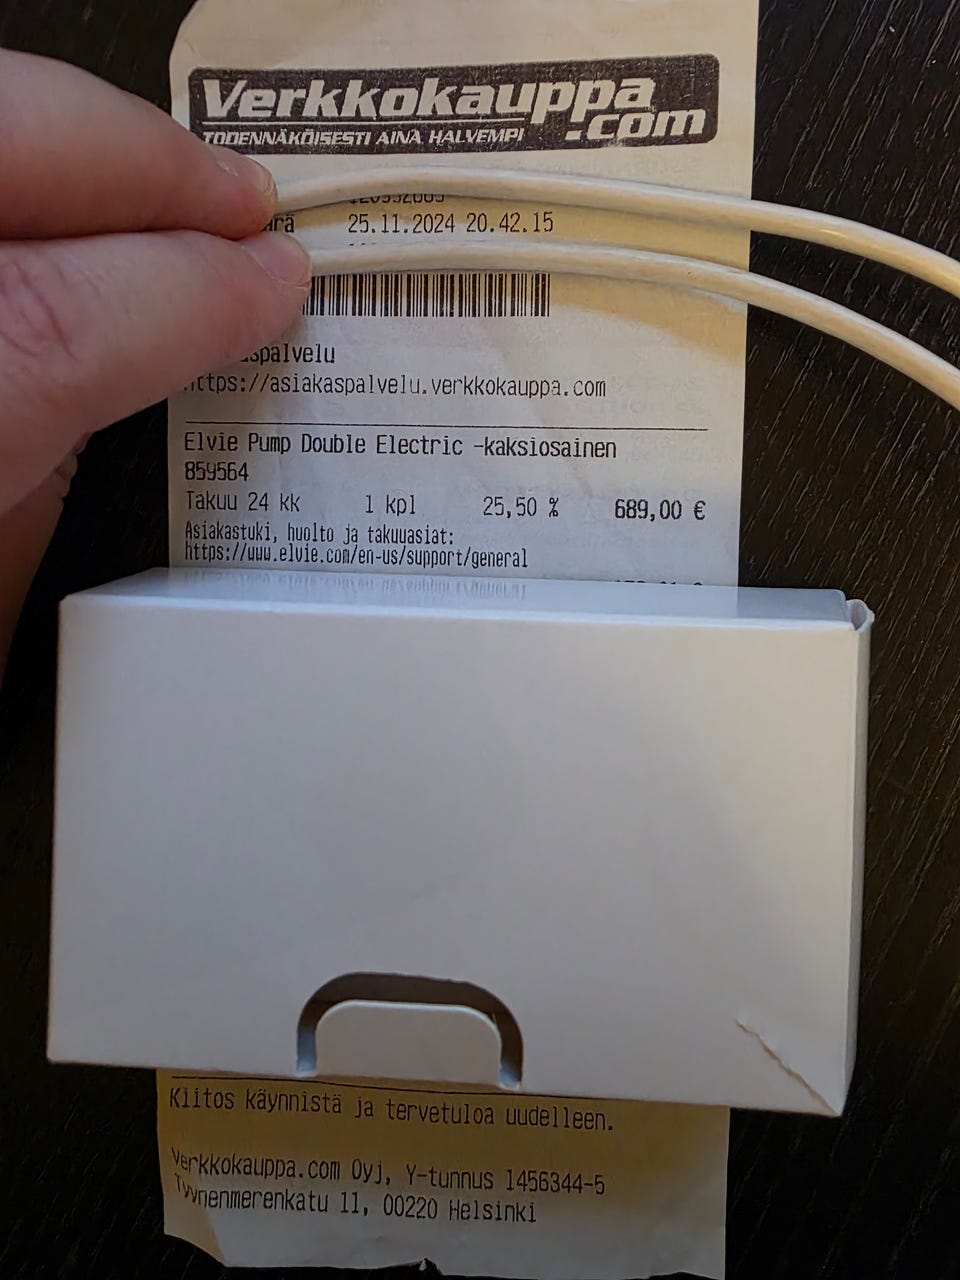 Verkkokauppa
.com
TODENNÄKÖISESTI AINA HALVEMPI
25.11.2024 20.42.15
https://asiakaspalvelu.verkkokauppa.com
Elvie Pump Double Electric -kaksiosainen
859564
Takuu 24 kk 1 kpl 25,50 % 689,00 €
Asiakastuki, huolto ja takuuasiat:
https://www.elvie.com/en-us/support/general
Kiitos käynnistä ja tervetuloa uudelleen.
Verkkokauppa.com Oyj, Y-tunnus 1456344-5
Tyynenmerenkatu 11, 00220 Helsinki